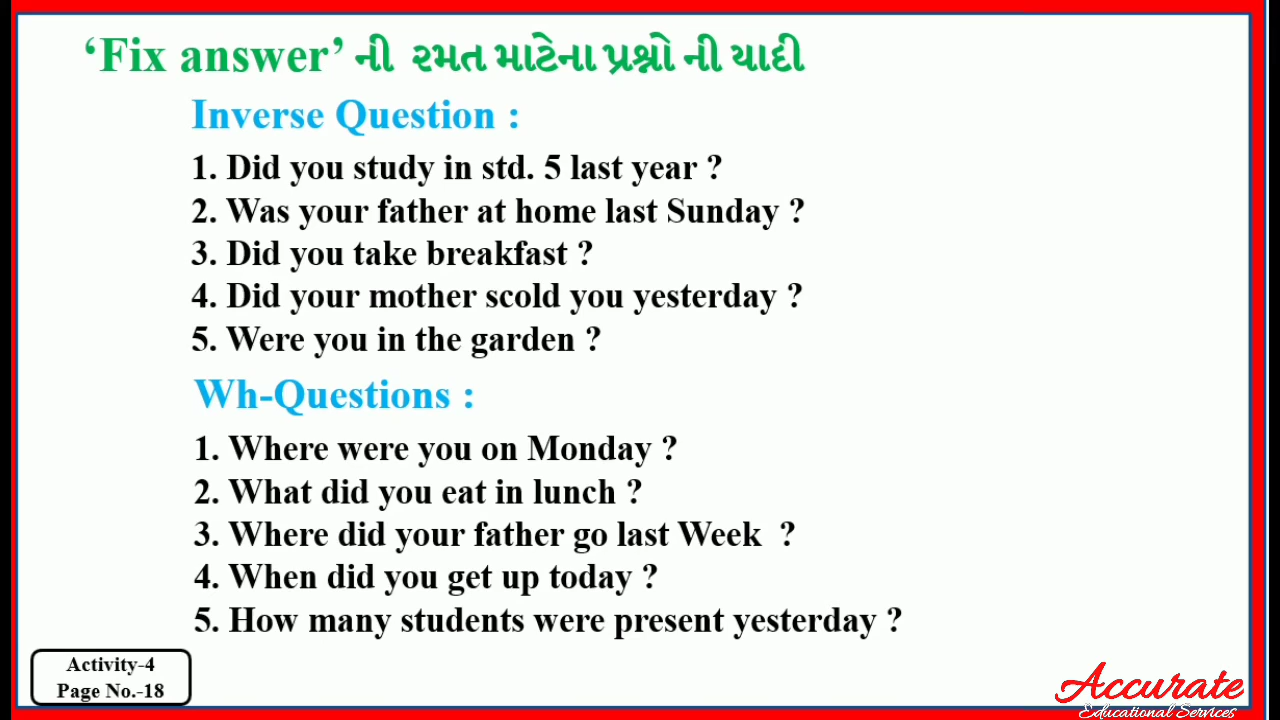 ‘Fix answer’ ની રમત માટેના પ્રશ્નો ની યાદી
Inverse Question :
1. Did you study in std. 5 last year ?
2. Was your father at home last Sunday ?
3. Did you take breakfast ?
4. Did your mother scold you yesterday ?
5. Were you in the garden ?
Wh-Questions :
1. Where were you on Monday ?
2. What did you eat in lunch ?
3. Where did your father go last Week ?
4. When did you get up today ?
5. How many students were present yesterday ?
Activity-4
Page No.-18
Accurate
Educational Services